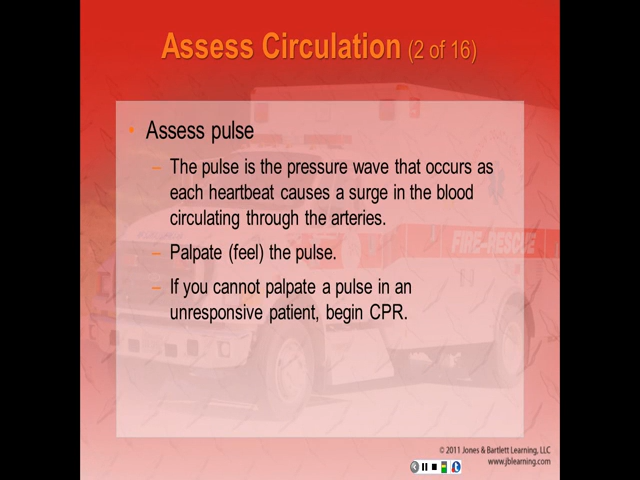 Assess Circulation (2 of 16)
• Assess pulse
– The pulse is the pressure wave that occurs as
each heartbeat causes a surge in the blood
circulating through the arteries.
– Palpate (feel) the pulse.
– If you cannot palpate a pulse in an
unresponsive patient, begin CPR.
FIRE-RESCUE
© 2011 Jones & Bartlett Learning, LLC
www.jblearning.com